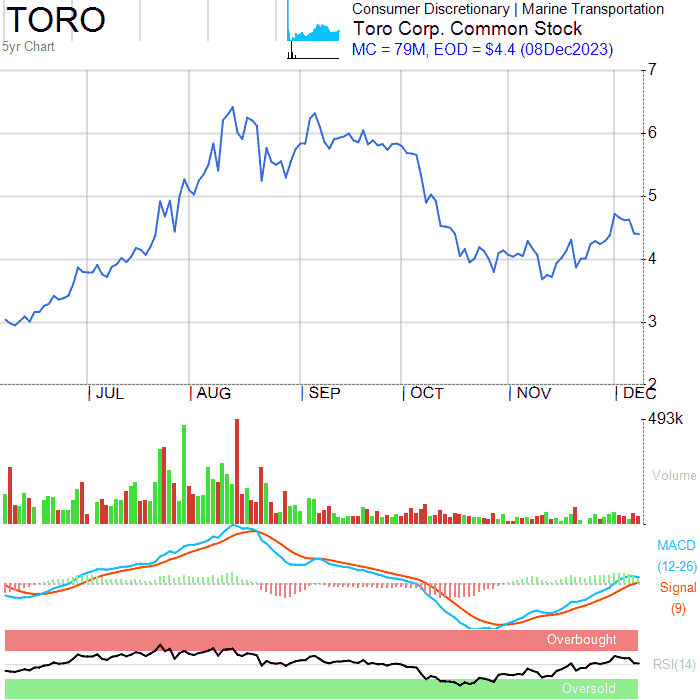 TORO
5yr Chart
Consumer Discretionary | Marine Transportation
Toro Corp. Common Stock
MC = 79M, EOD = $4.4 (08Dec2023)
7
6
5
4
3
2
JUL AUG SEP OCT NOV DEC
493k
Volume
MACD
(12-26)
Signal
(9)
Overbought
RSI(14)
Oversold